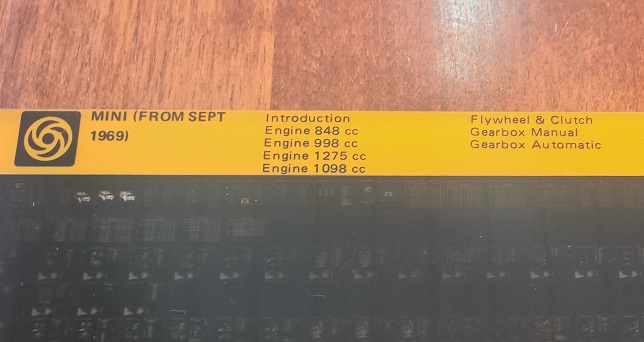 MINI (FROM SEPT
1969)
Introduction
Engine 848 cc
Engine 998 cc
Engine 1275 cc
Engine 1098 cc
Flywheel & Clutch
Gearbox Manual
Gearbox Automatic